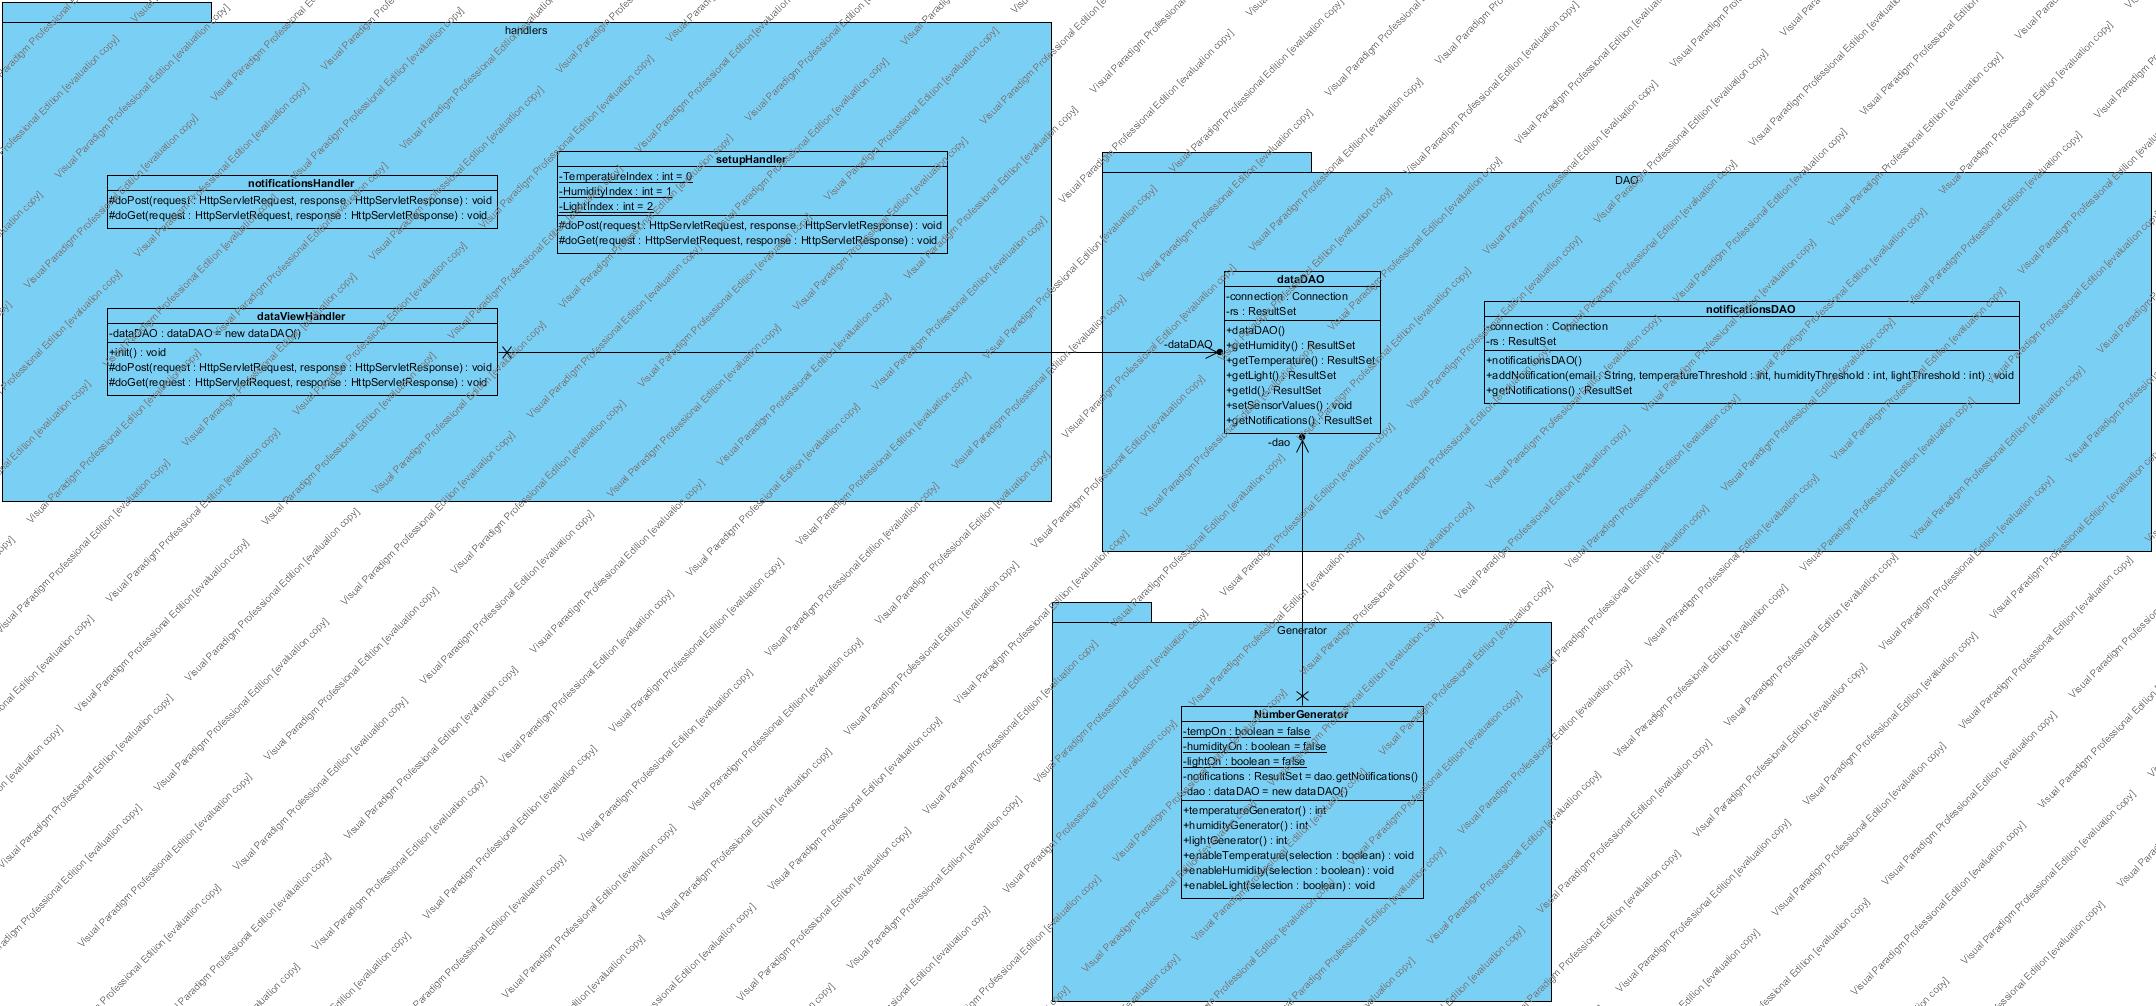 handlers
notificationsHandler
#doPost(request : HttpServletRequest, response : HttpServletResponse) : void
#doGet(request : HttpServletRequest, response : HttpServletResponse) : void
setupHandler
-TemperatureIndex : int = 0
-HumidityIndex : int = 1
-LightIndex : int = 2
#doPost(request : HttpServletRequest, response : HttpServletResponse) : void
#doGet(request : HttpServletRequest, response : HttpServletResponse) : void
dataViewHandler
-dataDAO : dataDAO = new dataDAO()
+init() : void
#doPost(request : HttpServletRequest, response : HttpServletResponse) : void
#doGet(request : HttpServletRequest, response : HttpServletResponse) : void
DAO
-dataDAO
dataDAO
-connection : Connection
-rs : ResultSet
+dataDAO()
+getHumidity() : ResultSet
+getTemperature() : ResultSet
+getLight() : ResultSet
+getId() : ResultSet
+setSensorValues() : void
+getNotifications() : ResultSet
-dao
notificationsDAO
-connection : Connection
-rs : ResultSet
+notificationsDAO()
+addNotification(email : String, temperatureThreshold : int, humidityThreshold : int, lightThreshold : int) : void
+getNotifications() : ResultSet
Generator
NumberGenerator
-tempOn : boolean = false
-humidityOn : boolean = false
-lightOn : boolean = false
-notifications : ResultSet = dao.getNotifications()
-dao : dataDAO = new dataDAO()
+temperatureGenerator() : int
+humidityGenerator() : int
+lightGenerator() : int
+enableTemperature(selection : boolean) : void
+enableHumidity(selection : boolean) : void
+enableLight(selection : boolean) : void
Visual Paradigm Professional Edition [evaluation copy]